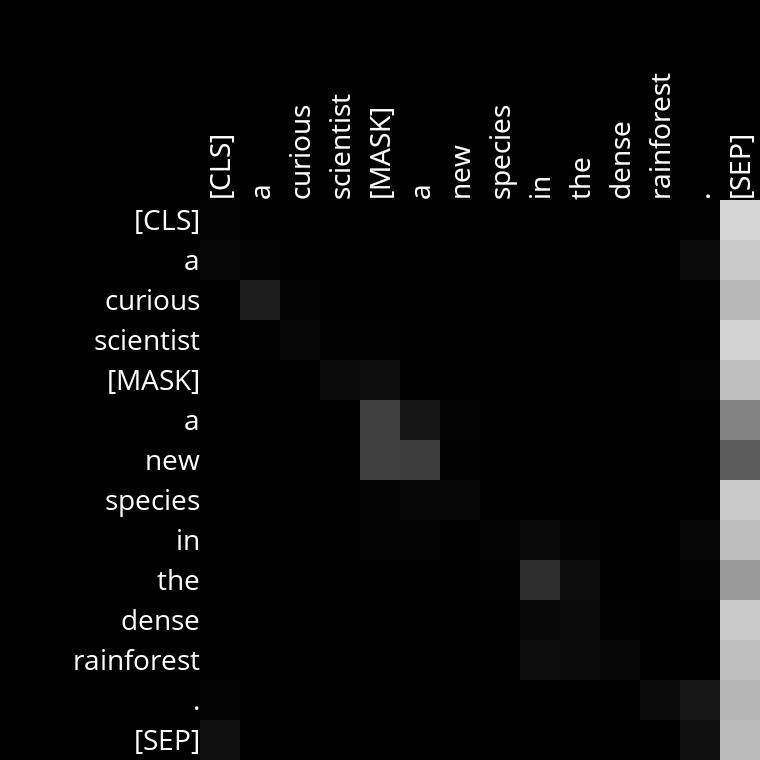 [CLS] a curious scientist [MASK] a new species in the dense rainforest . [SEP]
[CLS]
a
curious
scientist
[MASK]
a
new
species
in
the
dense
rainforest
.
[SEP]